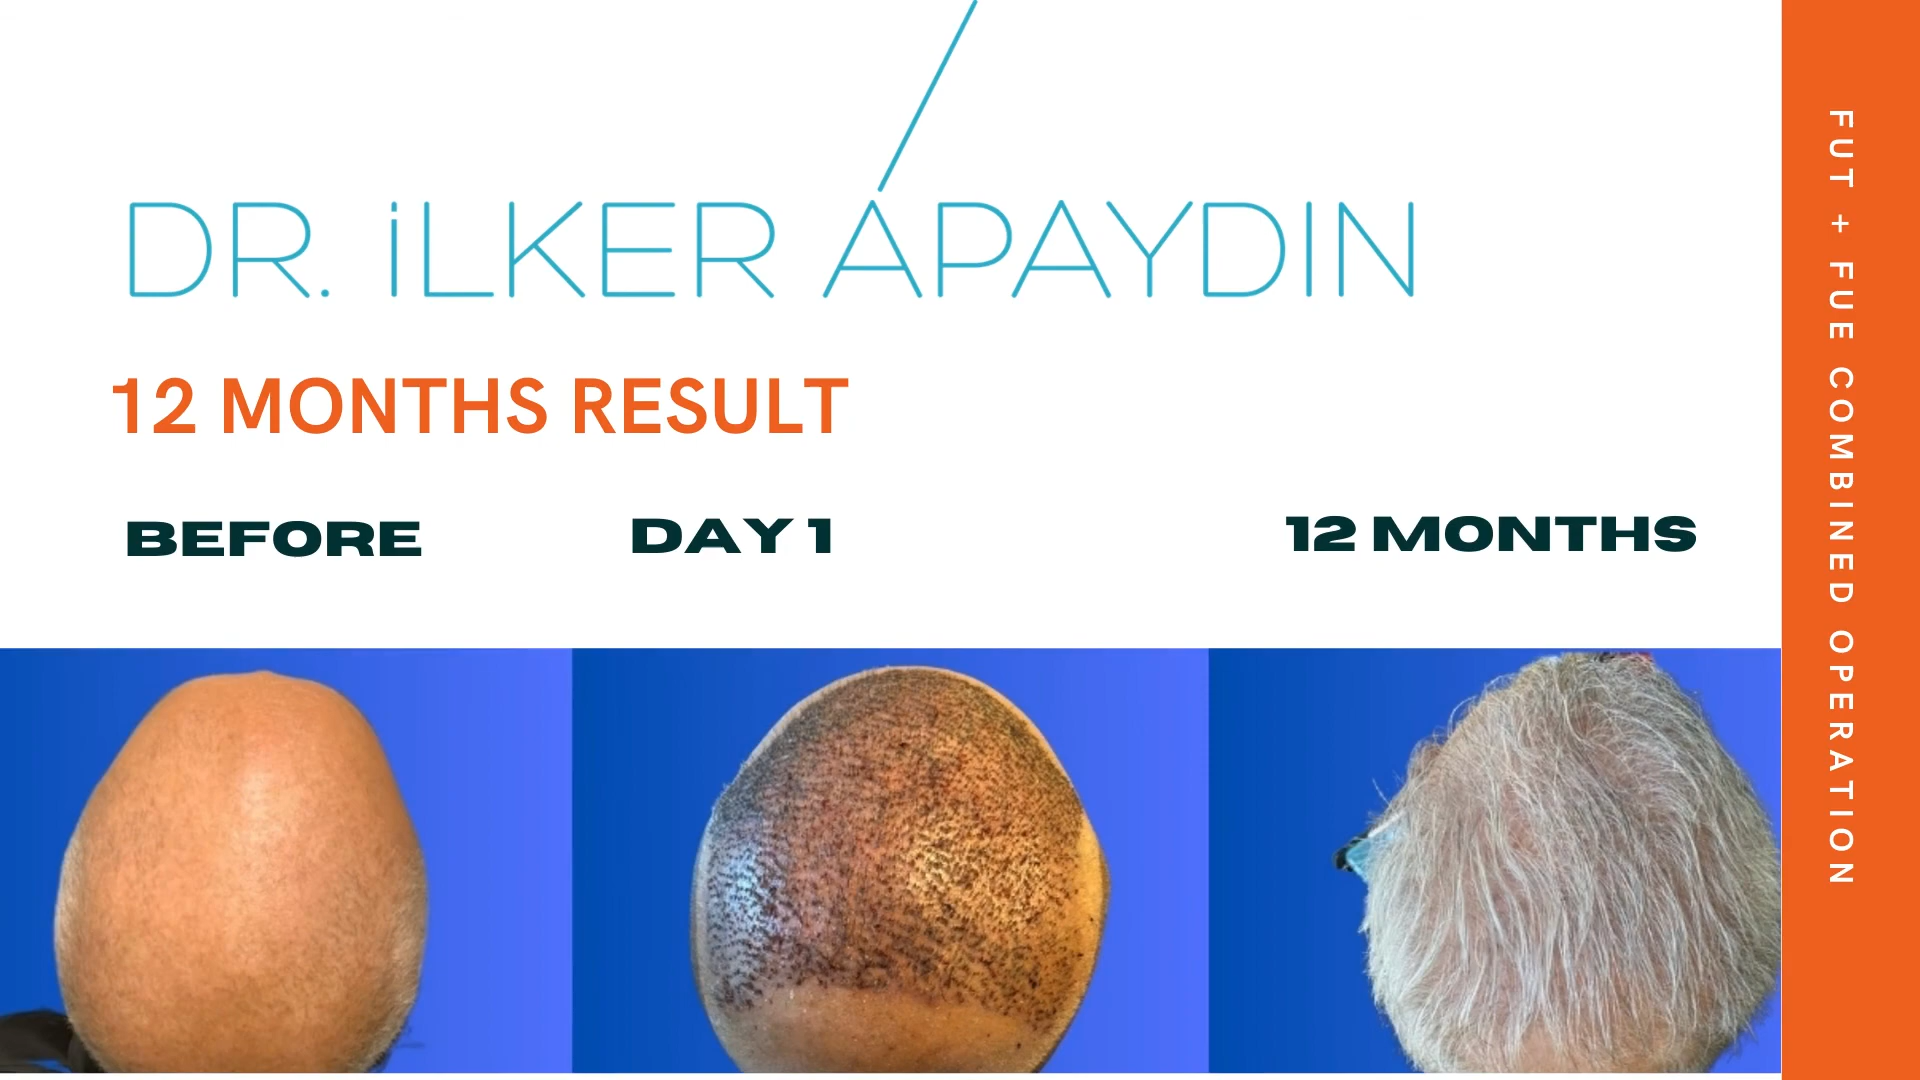 DR. İLKER APAYDIN
12 MONTHS RESULT
BEFORE
DAY 1
12 MONTHS
FUT + FUE COMBINED OPERATION